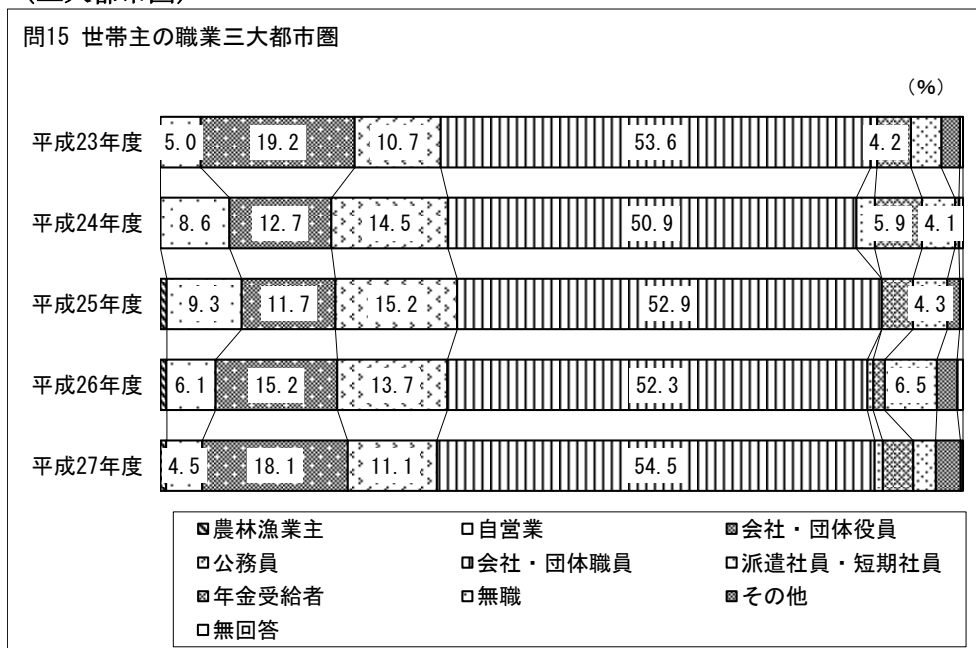 問15 世帯主の職業三大都市圏
(%)
平成23年度 5.0 19.2 10.7 53.6 4.2
平成24年度 8.6 12.7 14.5 50.9 5.9 4.1
平成25年度 9.3 11.7 15.2 52.9 4.3
平成26年度 6.1 15.2 13.7 52.3 6.5
平成27年度 4.5 18.1 11.1 54.5
農林漁業主 自営業 会社・団体役員
公務員 会社・団体職員 派遣社員・短期社員
年金受給者 無職 その他
無回答